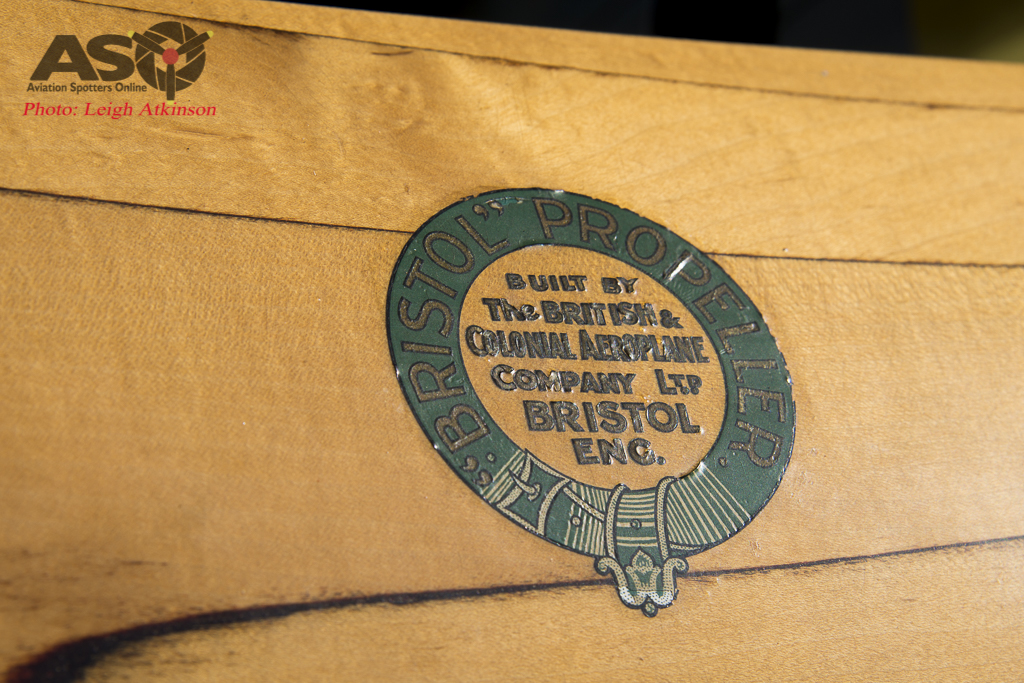 ASO
Aviation Spotters Online
Photo: Leigh Atkinson
"BRISTOL" PROPELLER.
BUILT BY
The BRITISH &
COLONIAL AEROPLANE
COMPANY LTD
BRISTOL
ENG.